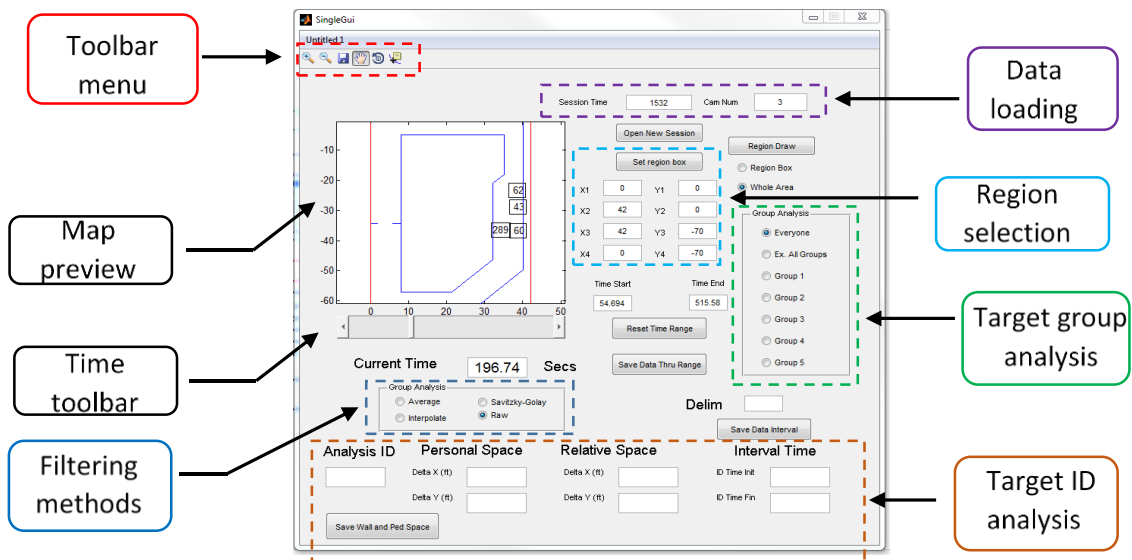 SingleGui
Untitled 1
Toolbar
menu
Data
loading
Session Time 1532 Cam Num 3
Open New Session
Region Draw
Set region box
Region Box
Whole Area
X1 0 Y1 0
X2 42 Y2 0
X3 42 Y3 -70
X4 0 Y4 -70
Region
selection
-10
-20
-30
-40
-50
-60
62
43
289 60
0 10 20 30 40 50
Map
preview
Group Analysis
Everyone
Ex. All Groups
Group 1
Group 2
Group 3
Group 4
Group 5
Target group
analysis
Time Start Time End
54.694 515.58
Reset Time Range
Save Data Thru Range
Time
toolbar
Current Time 196.74 Secs
Group Analysis
Average Savitzky-Golay
Interpolate Raw
Delim
Save Data Interval
Filtering
methods
Analysis ID Personal Space Relative Space Interval Time
Delta X (ft) Delta X (ft) ID Time Init
Delta Y (ft) Delta Y (ft) ID Time Fin
Save Wall and Ped Space
Target ID
analysis